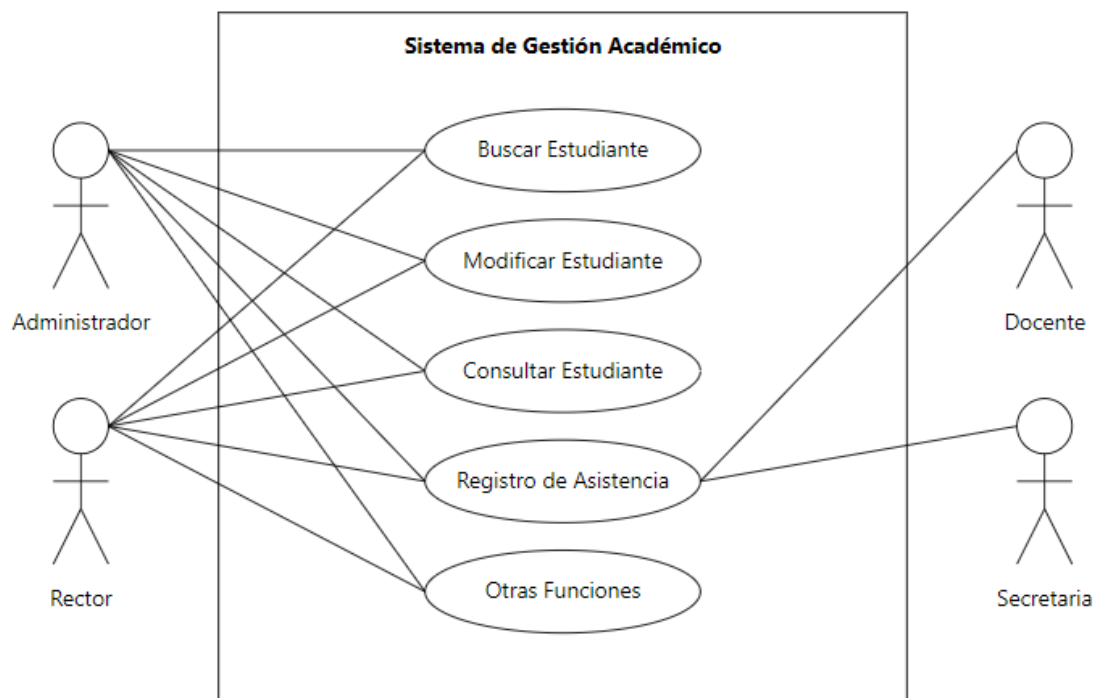 Sistema de Gestión Académico
Buscar Estudiante
Modificar Estudiante
Administrador
Docente
Consultar Estudiante
Registro de Asistencia
Otras Funciones
Rector
Secretaria